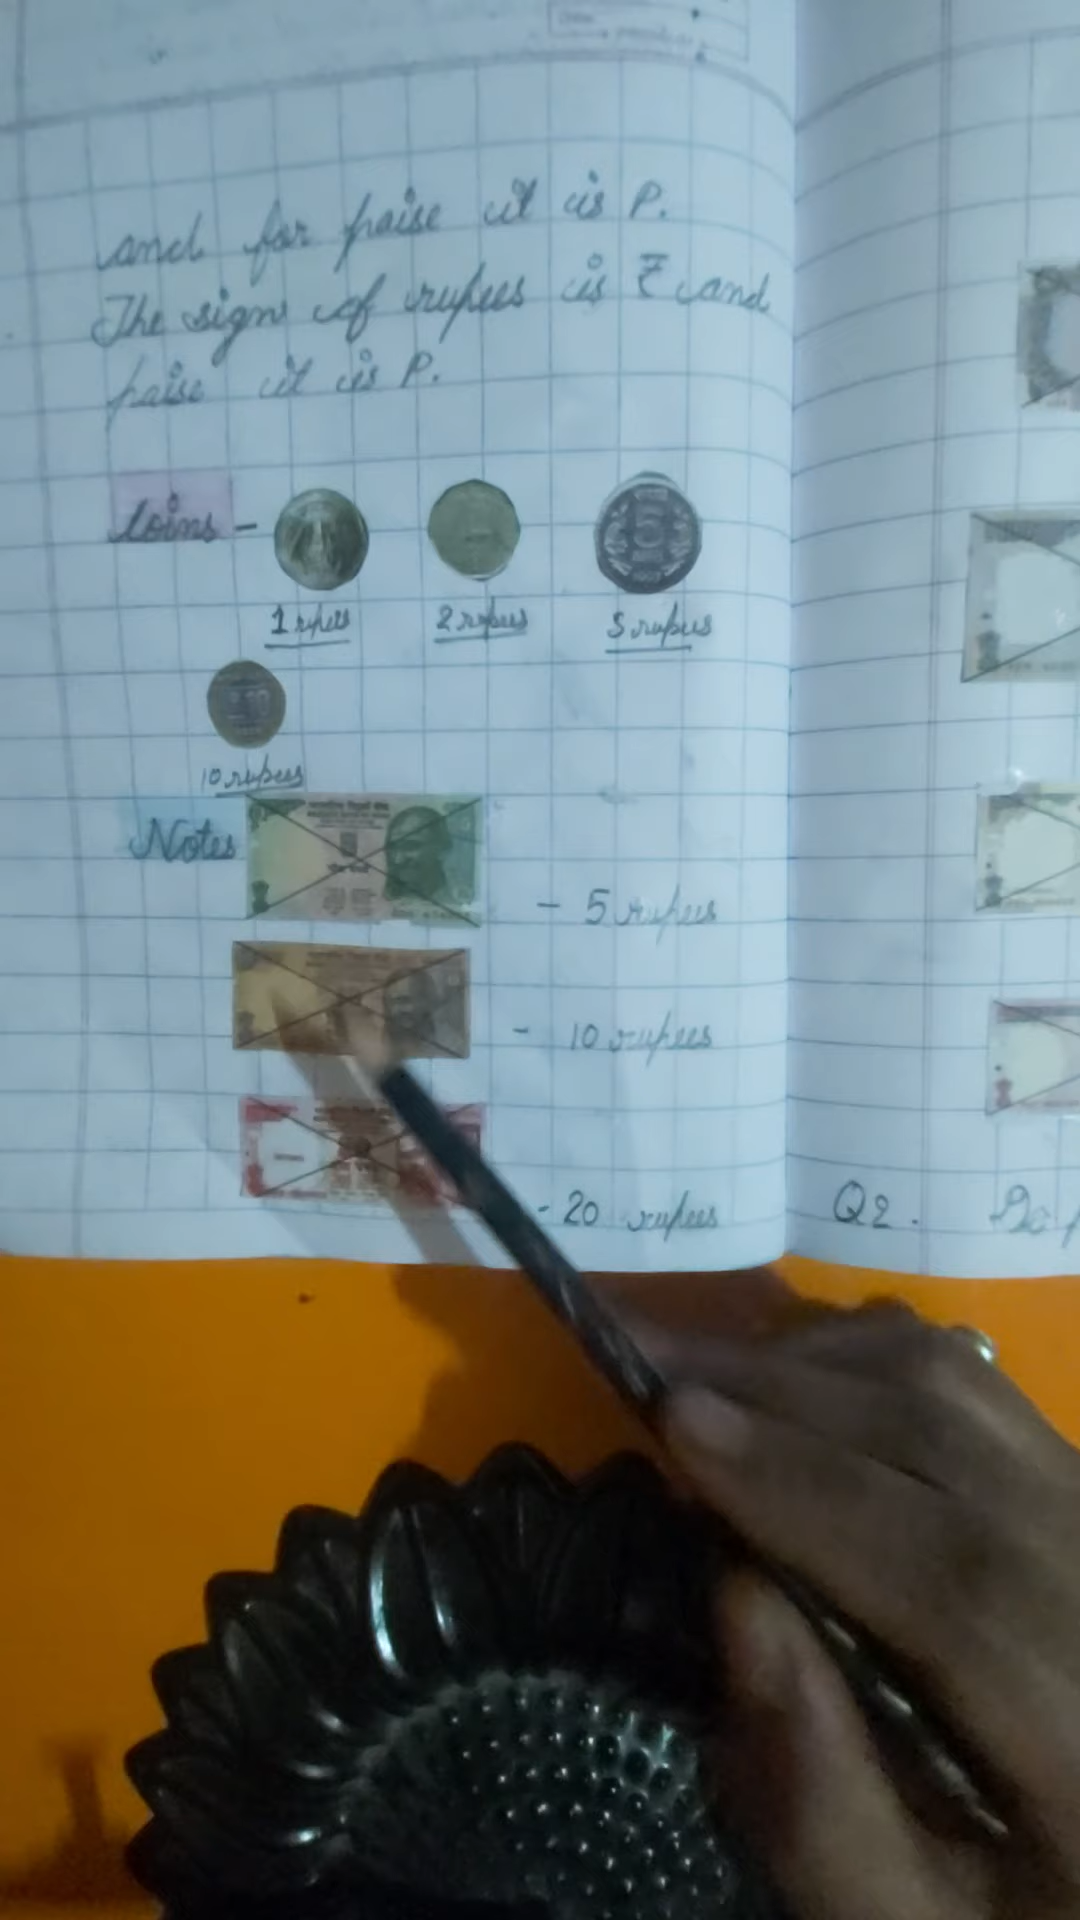 and for paise it is P.
The sign of rupees is ₹ and
paise it is P.
Coins -
1 rupees 2 rupees 5 rupees
10 rupees
Notes
- 5 rupees
- 10 rupees
- 20 rupees
Q2.